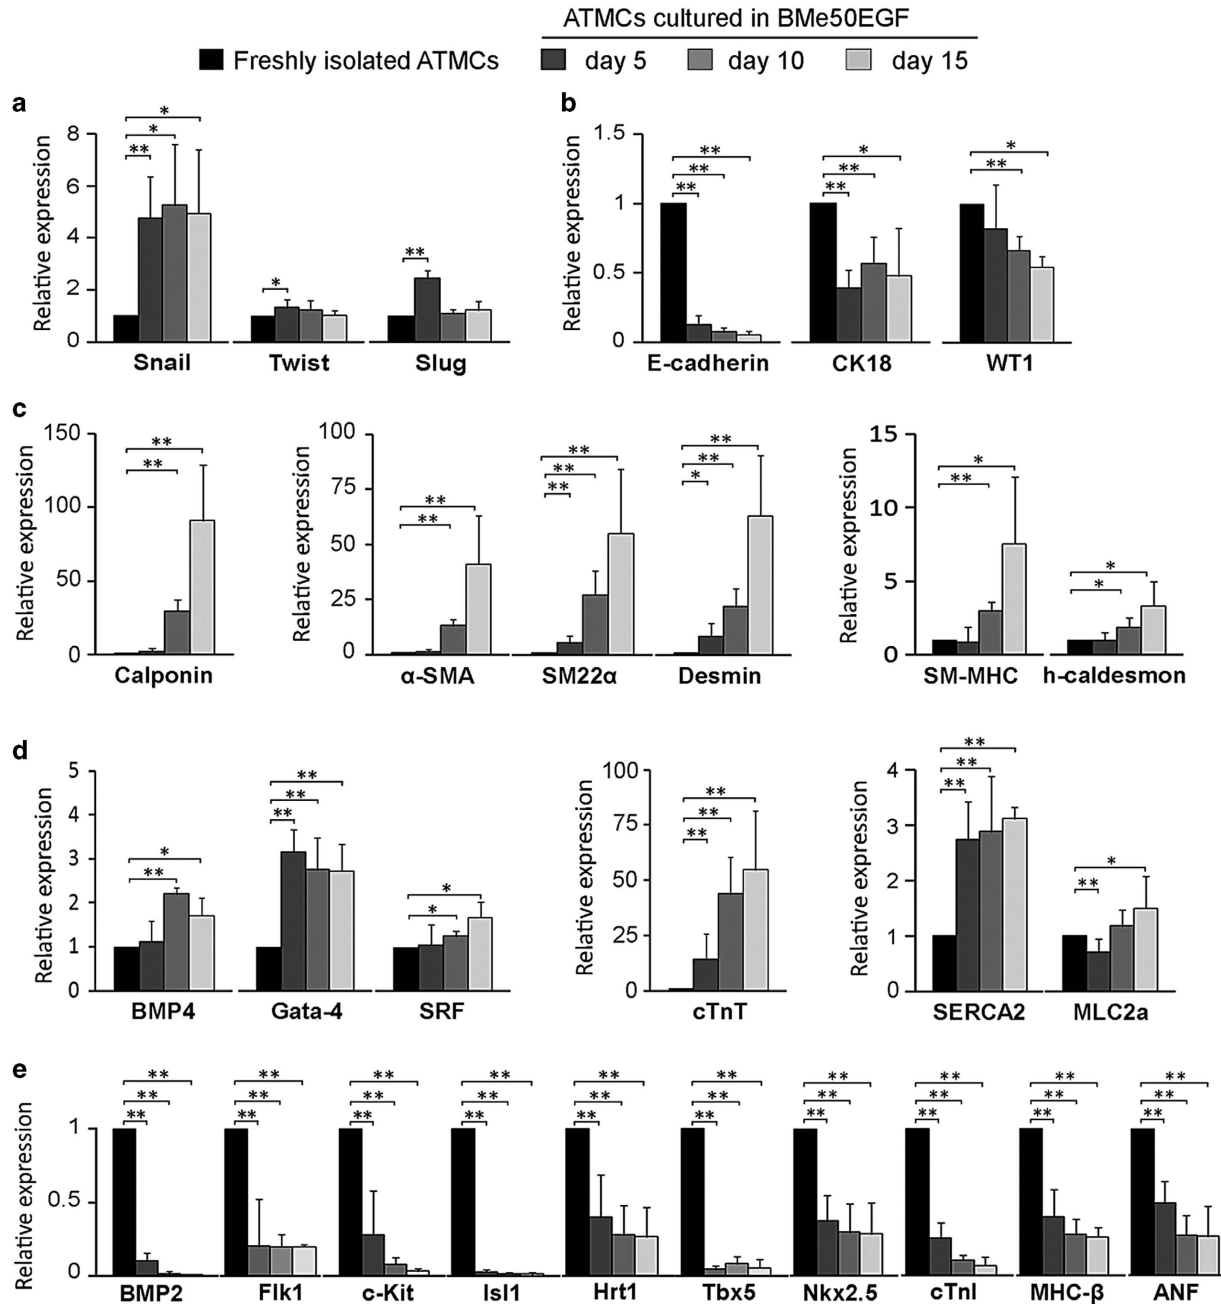 ATMCs cultured in BMe50EGF
Freshly isolated ATMCs day 5 day 10 day 15
a
Relative expression
8
6
4
2
0
* * **
*
**
Snail Twist Slug
b
Relative expression
1.5
1
0.5
0
** ** **
* ** **
* **
E-cadherin CK18 WT1
c
Relative expression
150
100
50
0
** **
Calponin
Relative expression
100
75
50
25
0
** **
** ** **
** ** *
α-SMA SM22α Desmin
Relative expression
15
10
5
0
* **
* *
SM-MHC h-caldesmon
d
Relative expression
5
4
3
2
1
0
* **
** ** **
* *
BMP4 Gata-4 SRF
Relative expression
100
75
50
25
0
** ** **
cTnT
Relative expression
4
3
2
1
0
** ** **
* **
SERCA2 MLC2a
e
Relative expression
1
0.5
0
** ** ** ** ** ** ** ** ** **
** ** ** ** ** ** ** ** ** **
** ** ** ** ** ** ** ** ** **
BMP2 Flk1 c-Kit Isl1 Hrt1 Tbx5 Nkx2.5 cTnI MHC-β ANF